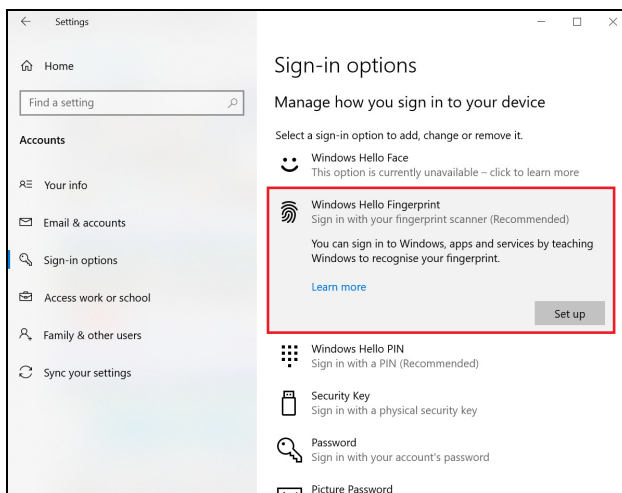 Settings
Home
Find a setting
Accounts
Your info
Email & accounts
Sign-in options
Access work or school
Family & other users
Sync your settings
Sign-in options
Manage how you sign in to your device
Select a sign-in option to add, change or remove it.
Windows Hello Face
This option is currently unavailable – click to learn more
Windows Hello Fingerprint
Sign in with your fingerprint scanner (Recommended)
You can sign in to Windows, apps and services by teaching
Windows to recognise your fingerprint.
Learn more
Set up
Windows Hello PIN
Sign in with a PIN (Recommended)
Security Key
Sign in with a physical security key
Password
Sign in with your account's password
Picture Password